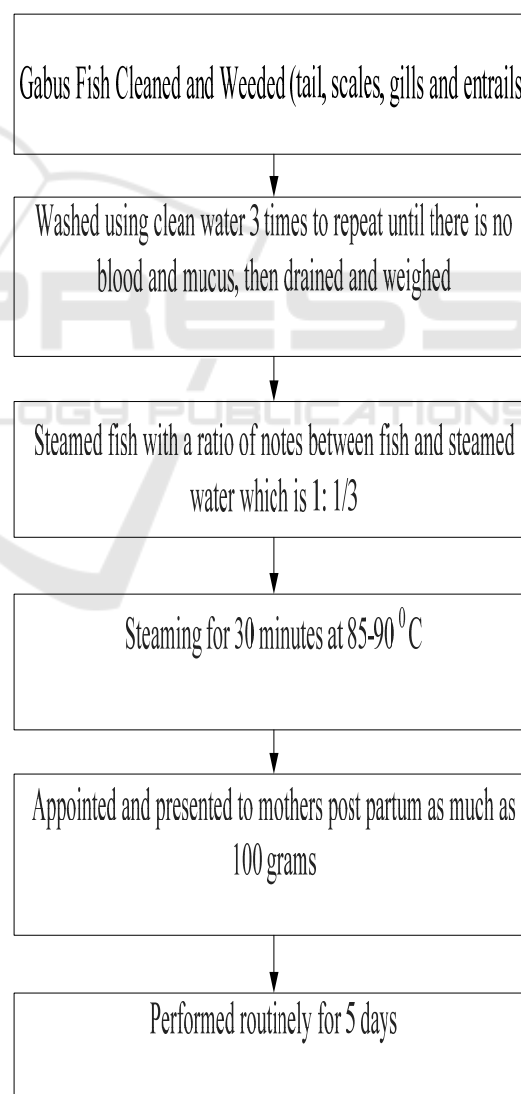 Gabus Fish Cleaned and Weeded (tail, scales, gills and entrails
Washed using clean water 3 times to repeat until there is no
blood and mucus, then drained and weighed
PRESS
LOGY PUBLICATIONS
Steamed fish with a ratio of notes between fish and steamed
water which is 1: 1/3
Steaming for 30 minutes at 85-90 ⁰ C
Appointed and presented to mothers post partum as much as
100 grams
Performed routinely for 5 days